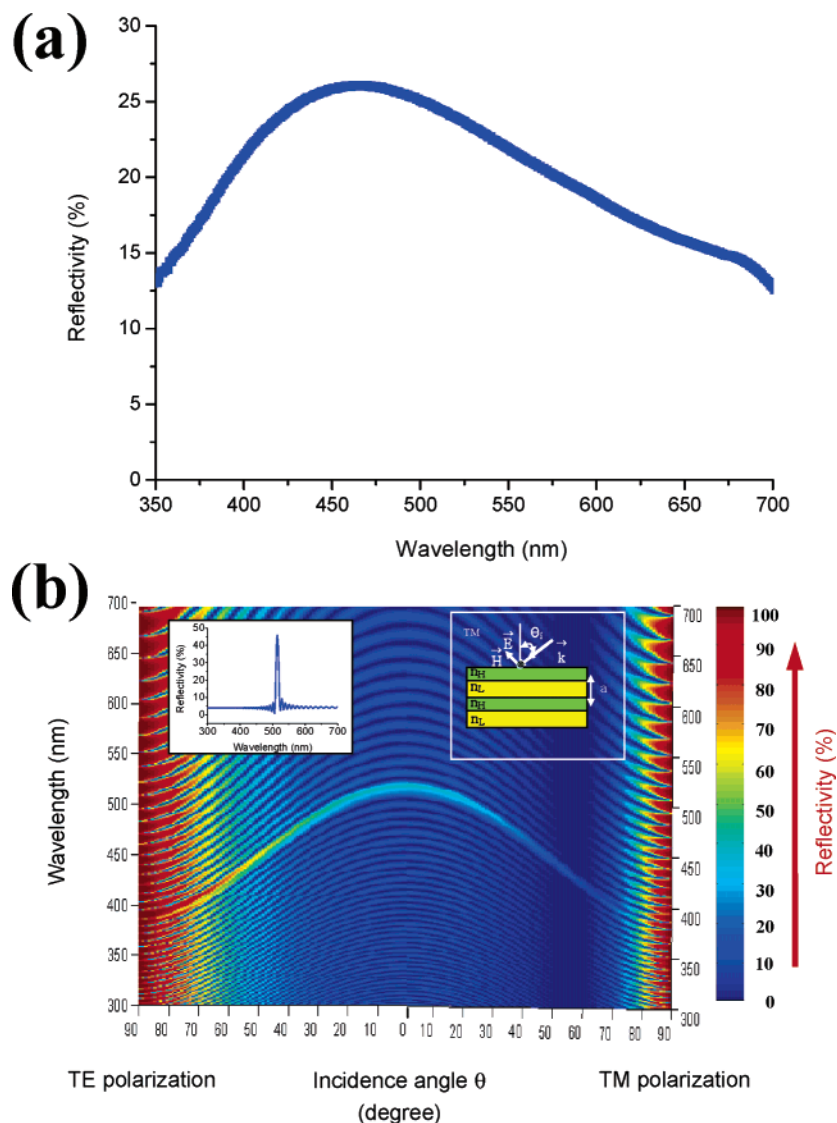 (a)
30
25
20
15
10
5
0
Reflectivity (%)
350 400 450 500 550 600 650 700
Wavelength (nm)
(b)
700
650
600
550
500
450
400
350
300
Wavelength (nm)
50
40
30
20
10
0
Reflectivity (%)
300 400 500 600 700
Wavelength (nm)
TM
H E θi k
nH
nL
nH
nL
a
700
650
600
550
500
450
400
350
300
100
90
80
70
60
50
40
30
20
10
0
Reflectivity (%)
90 80 70 60 50 40 30 20 10 0 10 20 30 40 50 60 70 80 90
TE polarization Incidence angle θ TM polarization
(degree)